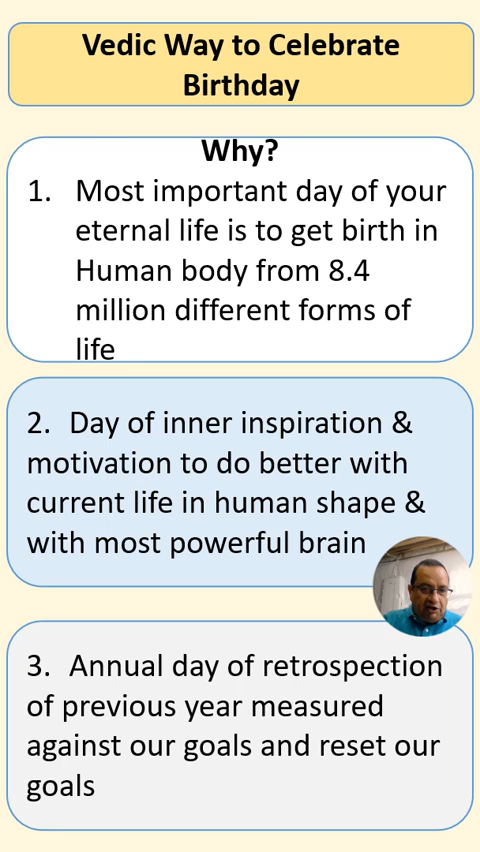 Vedic Way to Celebrate
Birthday
Why?
1. Most important day of your
eternal life is to get birth in
Human body from 8.4
million different forms of
life
2. Day of inner inspiration &
motivation to do better with
current life in human shape &
with most powerful brain
3. Annual day of retrospection
of previous year measured
against our goals and reset our
goals